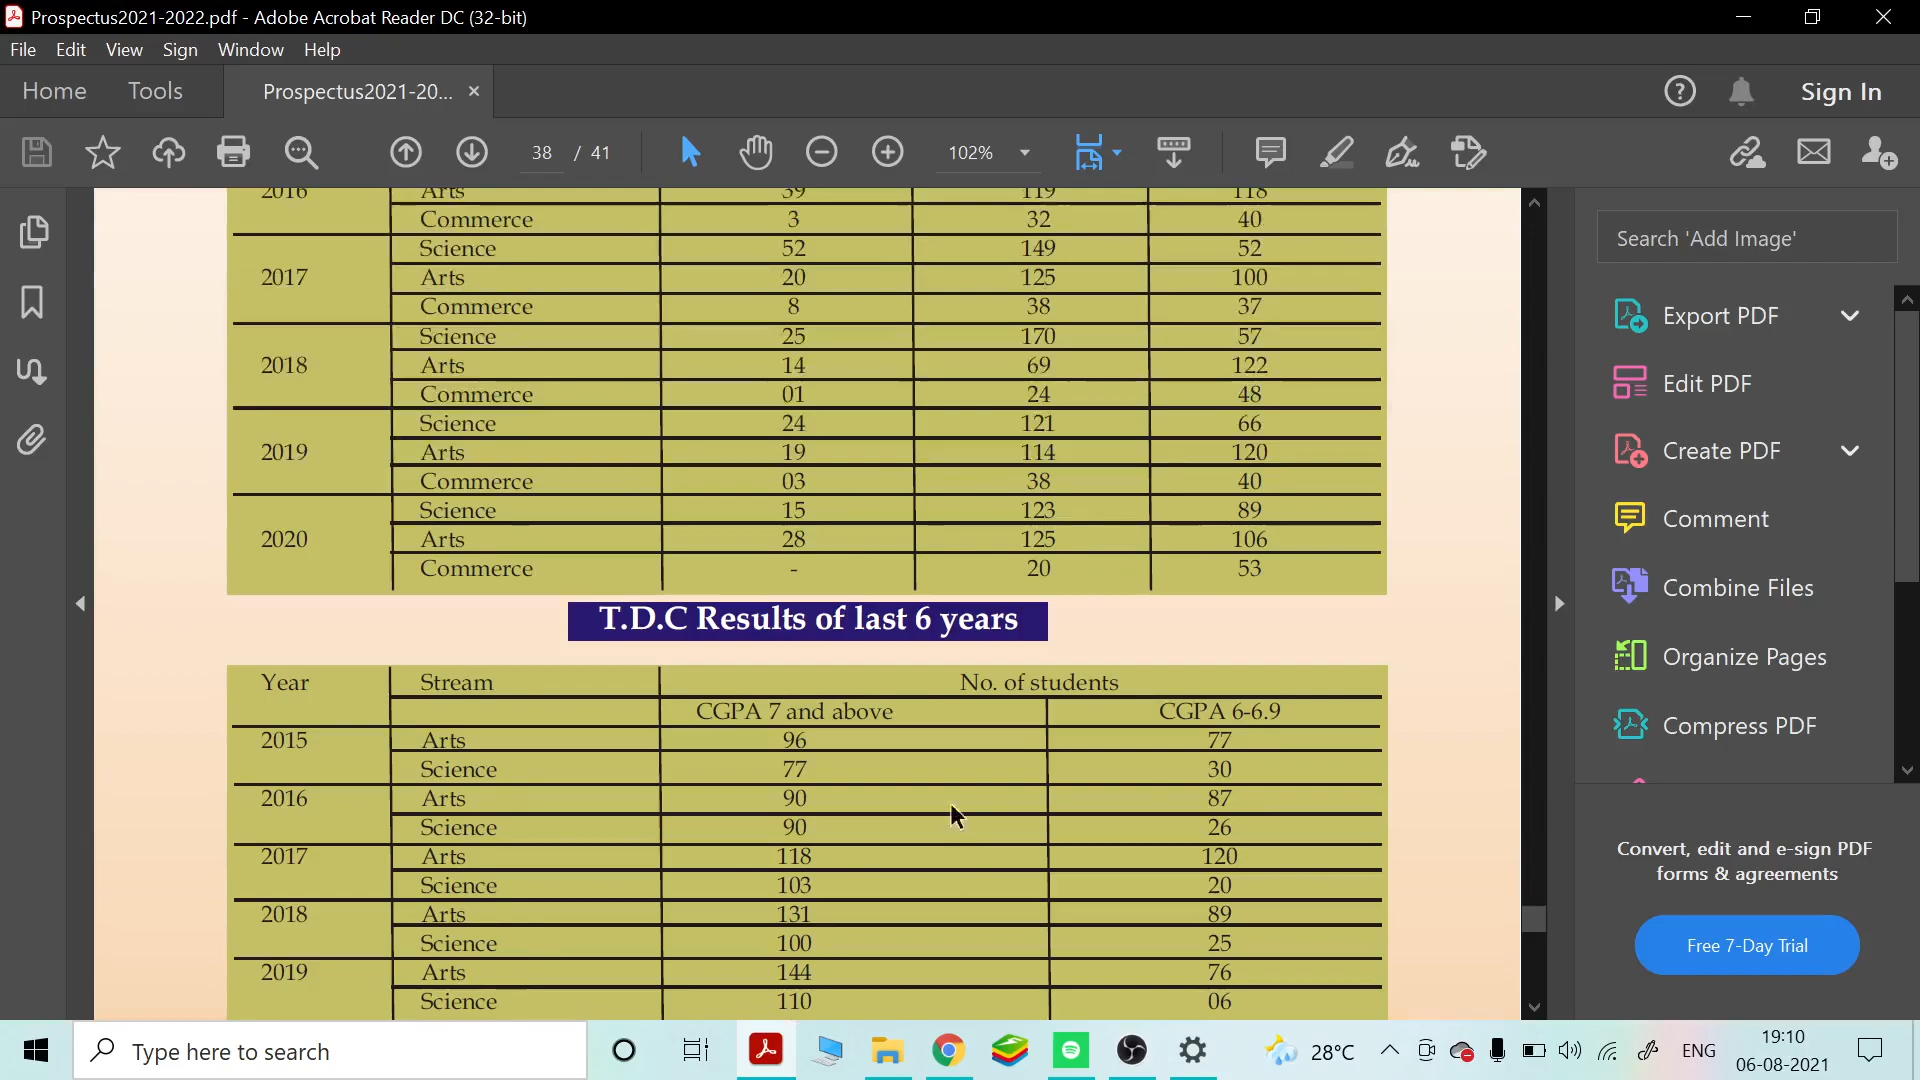 Prospectus2021-2022.pdf - Adobe Acrobat Reader DC (32-bit)
File Edit View Sign Window Help
Home Tools Prospectus2021-20... × Sign In
38 / 41 102%
2016 Arts 39 119 118
Commerce 3 32 40
Science 52 149 52
2017 Arts 20 125 100
Commerce 8 38 37
Science 25 170 57
2018 Arts 14 69 122
Commerce 01 24 48
Science 24 121 66
2019 Arts 19 114 120
Commerce 03 38 40
Science 15 123 89
2020 Arts 28 125 106
Commerce - 20 53
T.D.C Results of last 6 years
Year Stream No. of students
CGPA 7 and above CGPA 6-6.9
2015 Arts 96 77
Science 77 30
2016 Arts 90 87
Science 90 26
2017 Arts 118 120
Science 103 20
2018 Arts 131 89
Science 100 25
2019 Arts 144 76
Science 110 06
Search 'Add Image'
Export PDF
Edit PDF
Create PDF
Comment
Combine Files
Organize Pages
Compress PDF
Convert, edit and e-sign PDF
forms & agreements
Free 7-Day Trial
Type here to search
28°C
ENG
19:10
06-08-2021